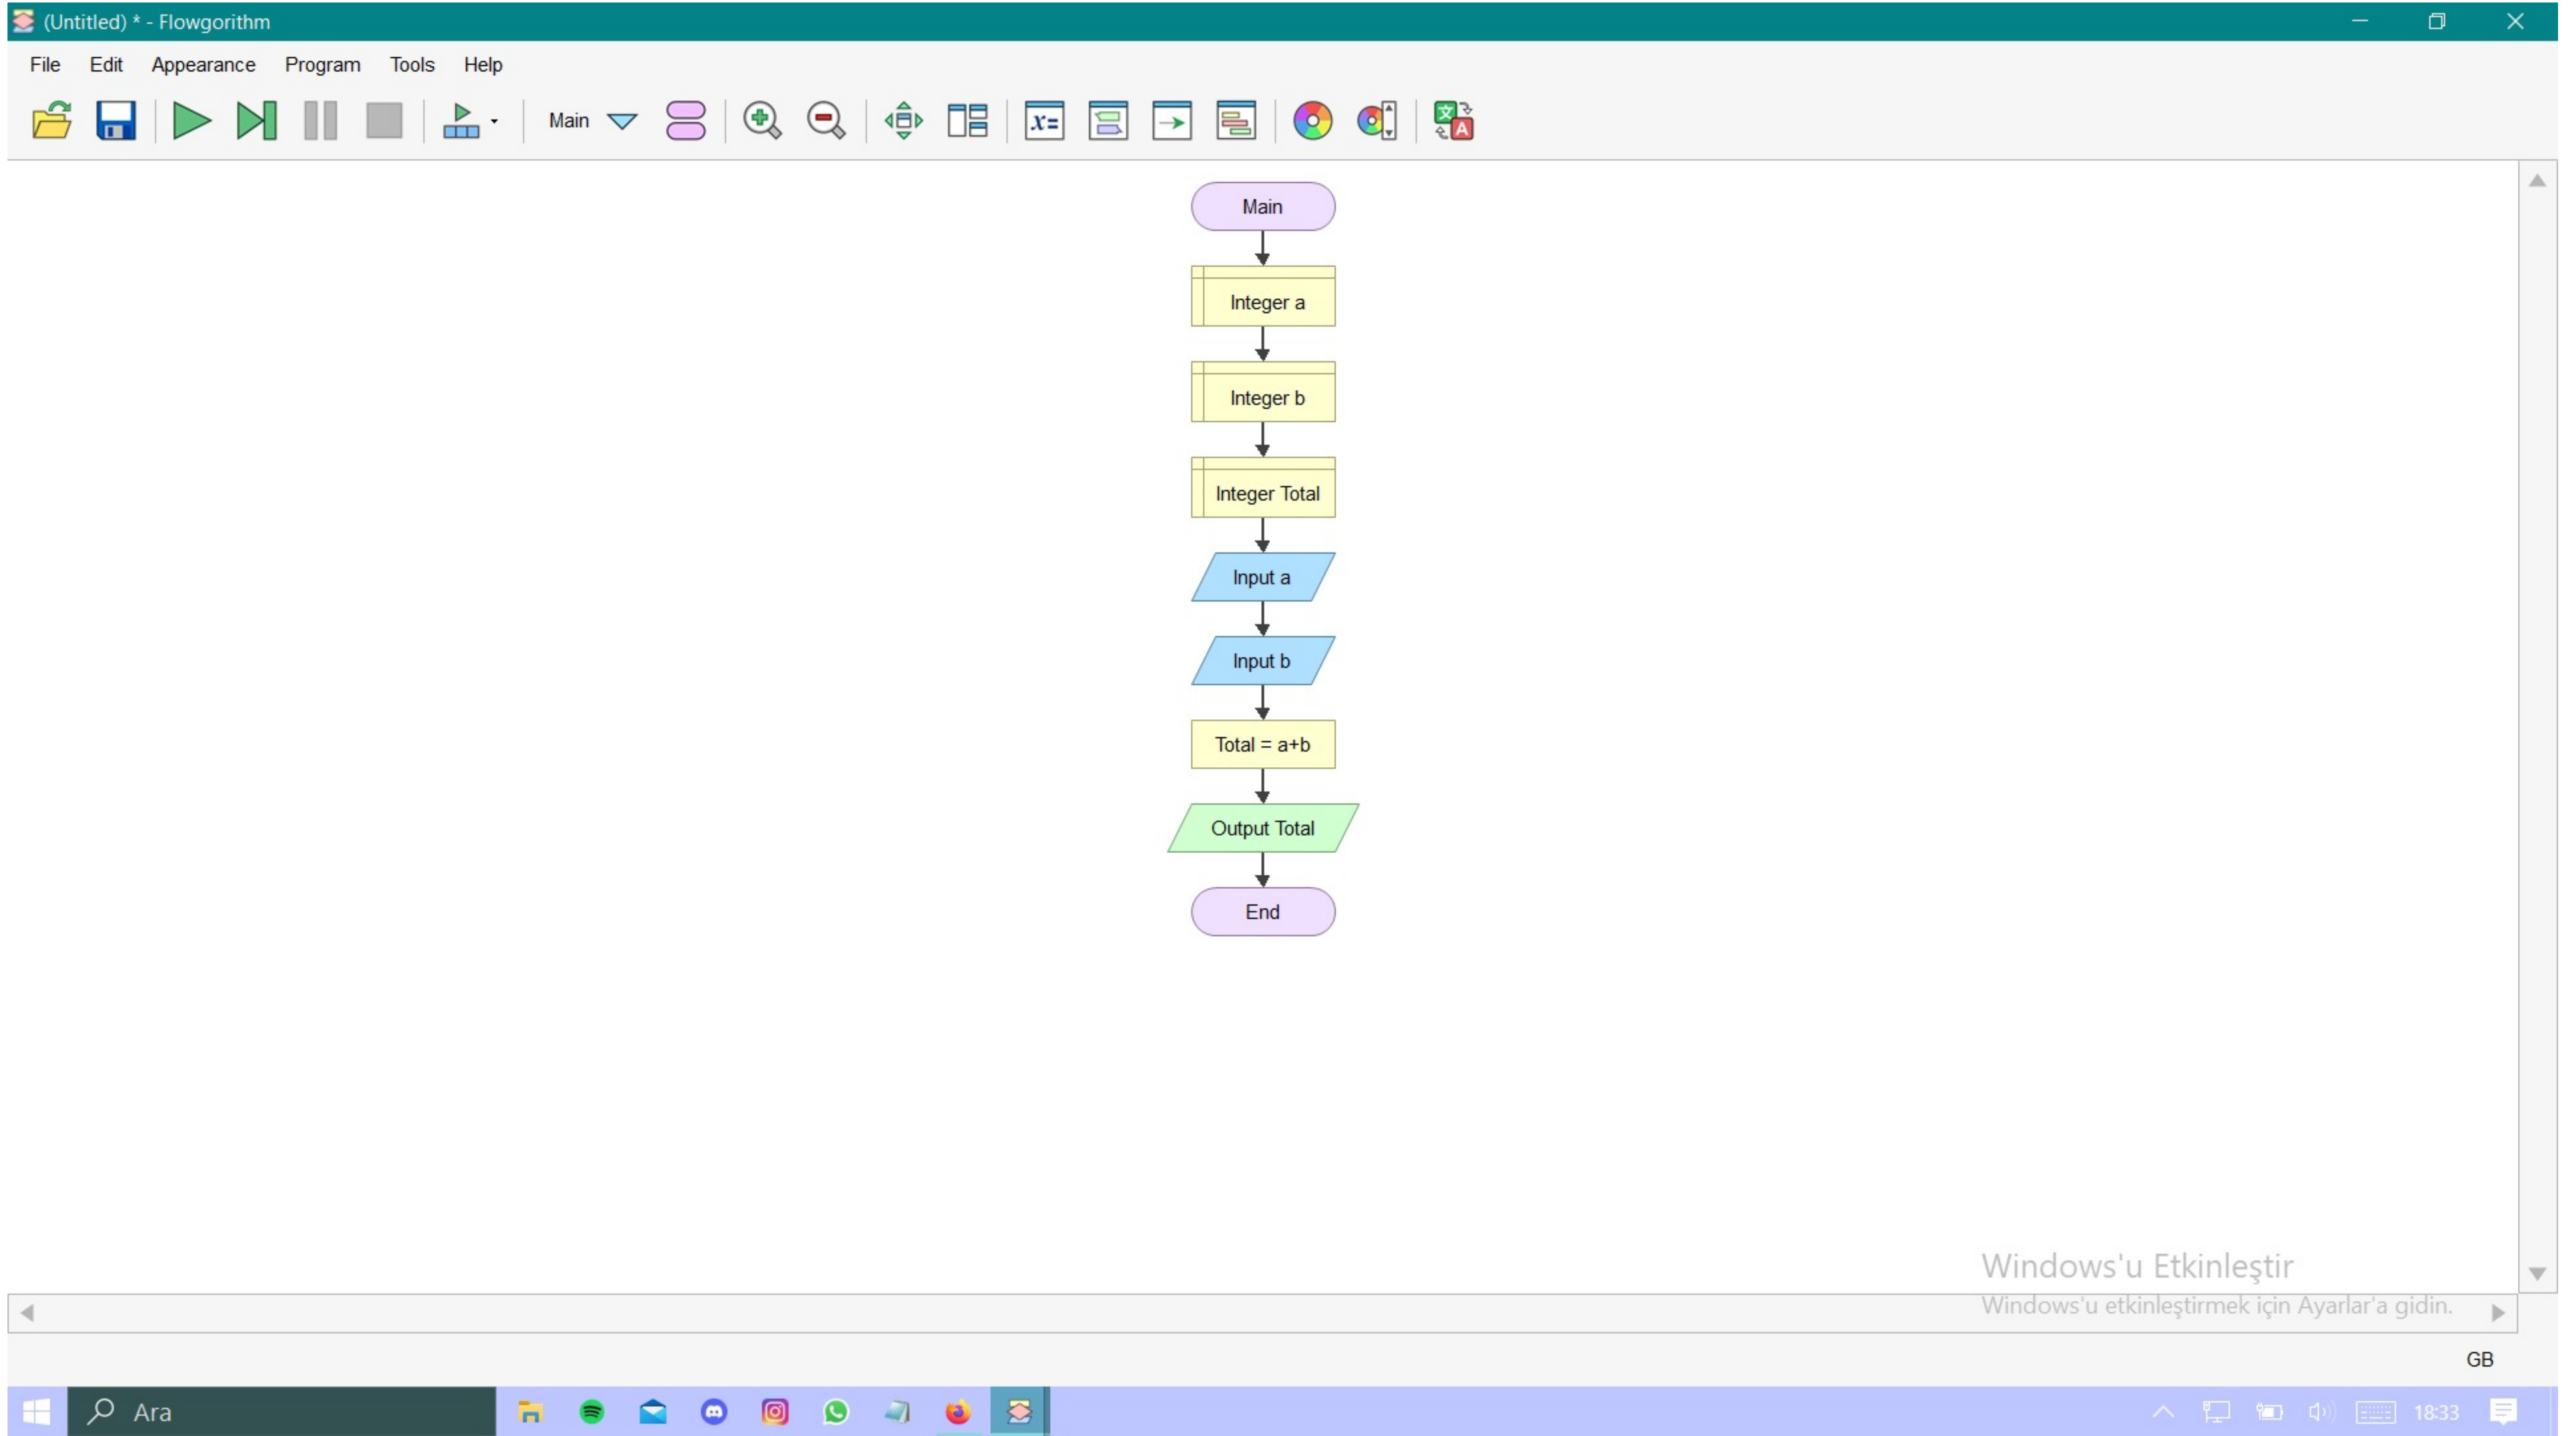 (Untitled) * - Flowgorithm
File Edit Appearance Program Tools Help
Main
x=
文
A
Main
Integer a
Integer b
Integer Total
Input a
Input b
Total = a+b
Output Total
End
Windows'u Etkinleştir
Windows'u etkinleştirmek için Ayarlar'a gidin.
GB
Ara
18:33